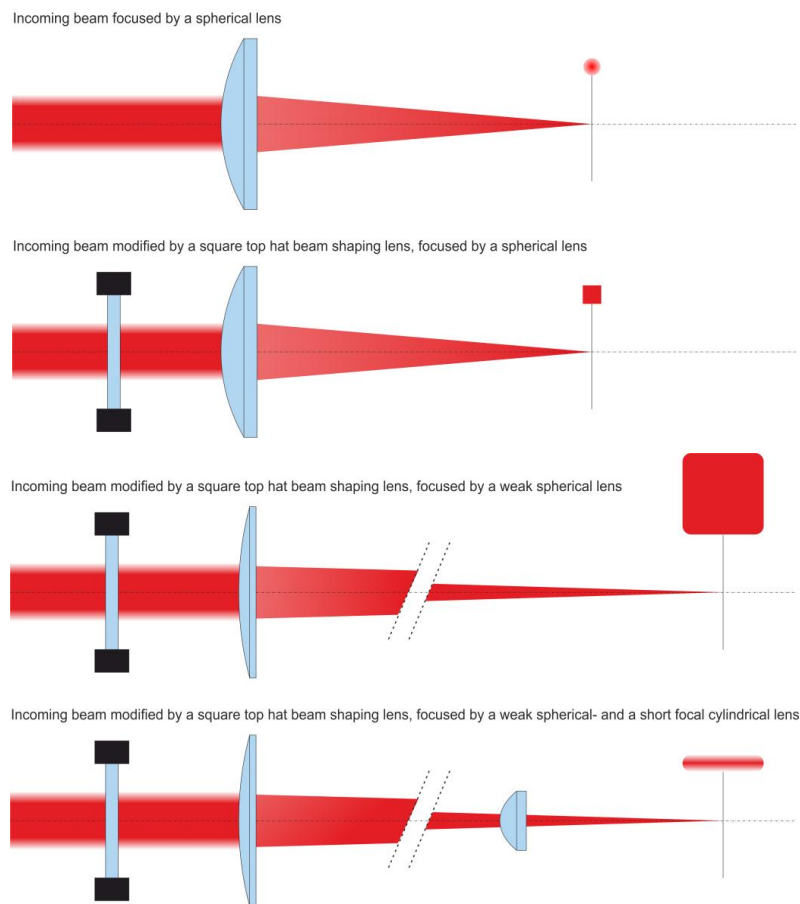 Incoming beam focused by a spherical lens
Incoming beam modified by a square top hat beam shaping lens, focused by a spherical lens
Incoming beam modified by a square top hat beam shaping lens, focused by a weak spherical lens
Incoming beam modified by a square top hat beam shaping lens, focused by a weak spherical- and a short focal cylindrical lens